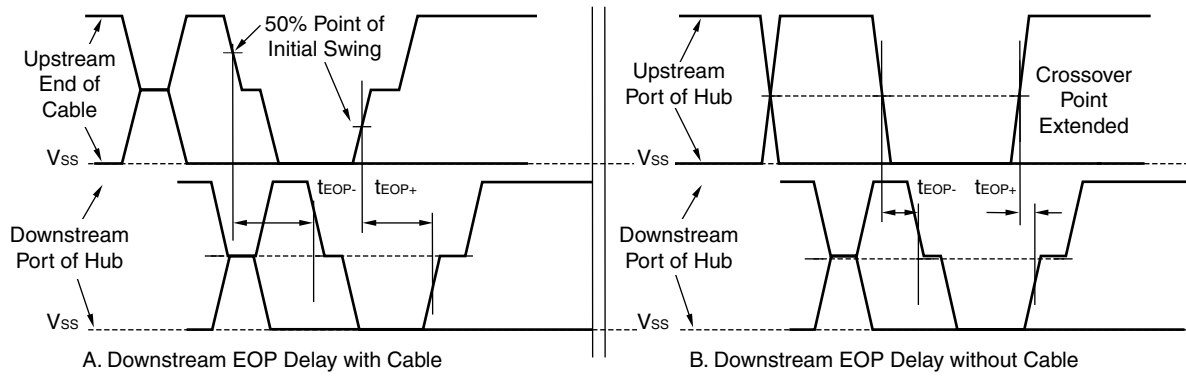 50% Point of
Initial Swing
Upstream
End of
Cable
VSS
tEOP-
tEOP+
Downstream
Port of Hub
VSS
A. Downstream EOP Delay with Cable
Upstream
Port of Hub
Crossover
Point
Extended
VSS
tEOP-
tEOP+
Downstream
Port of Hub
VSS
B. Downstream EOP Delay without Cable